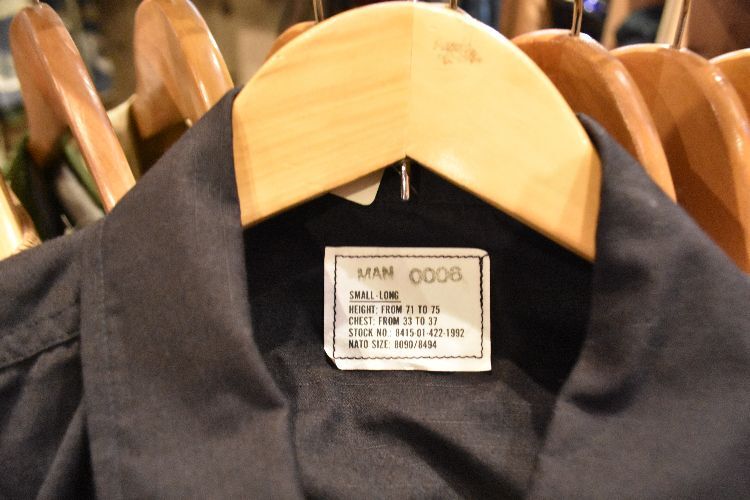 MAN 0006
SMALL-LONG
HEIGHT: FROM 71 TO 75
CHEST: FROM 33 TO 37
STOCK NO.: 8415-01-422-1992
NATO SIZE: 8090/8494